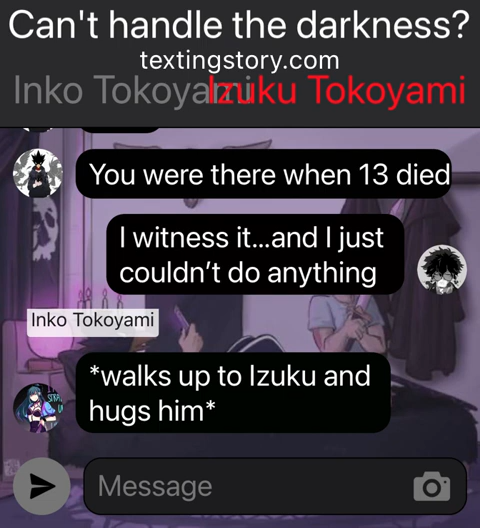 Can't handle the darkness?
textingstory.com
Inko Tokoyami Izuku Tokoyami
You were there when 13 died
I witness it...and I just
couldn't do anything
Inko Tokoyami
*walks up to Izuku and
hugs him*
Message